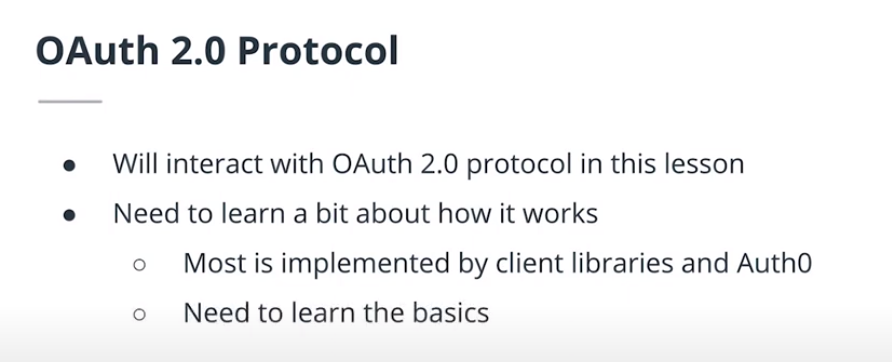 OAuth 2.0 Protocol
● Will interact with OAuth 2.0 protocol in this lesson
● Need to learn a bit about how it works
○ Most is implemented by client libraries and Auth0
○ Need to learn the basics